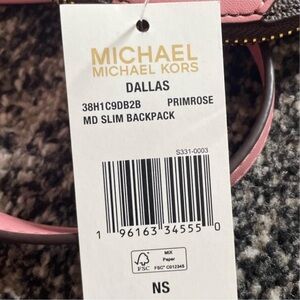 MICHAEL
MICHAEL KORS
DALLAS
38H1C9DB2B PRIMROSE
MD SLIM BACKPACK
S331-0003
1 96163 34555 0
FSC
MIX
Paper
FSC® C012345
NS